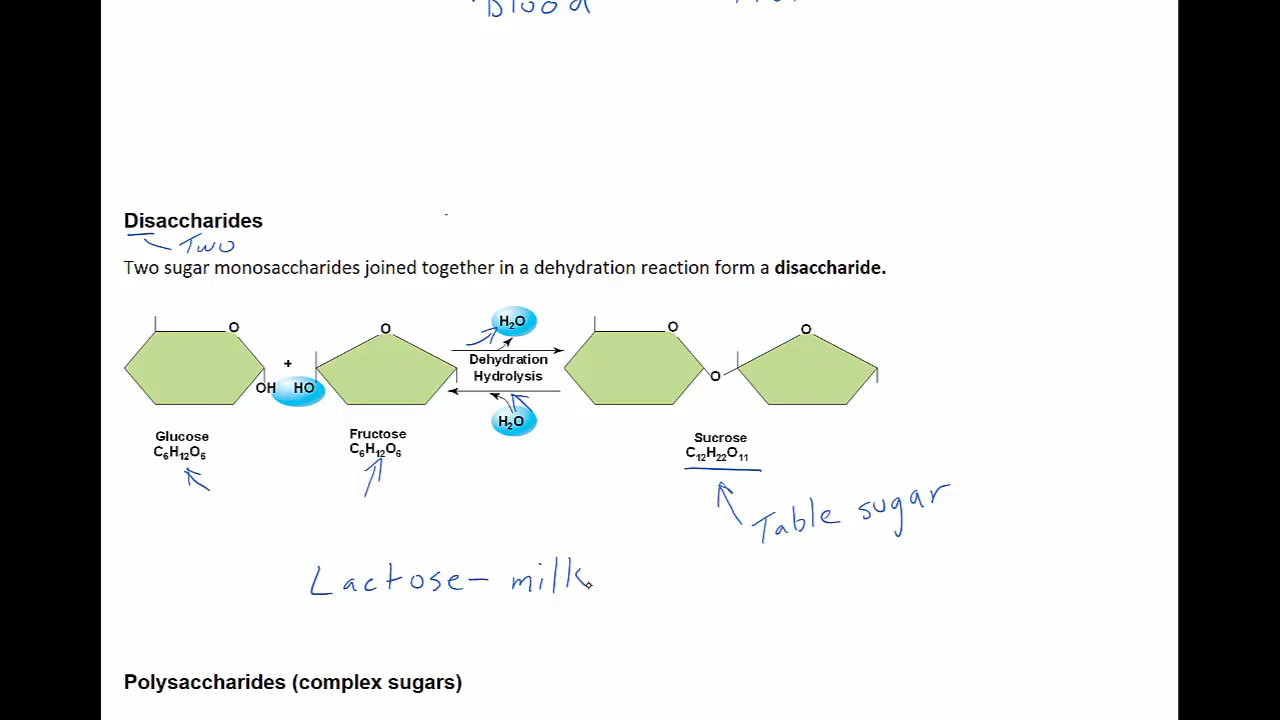 Blood
Disaccharides
Two
Two sugar monosaccharides joined together in a dehydration reaction form a disaccharide.
O + O H₂O O O
Dehydration
OH HO Hydrolysis O
H₂O
Glucose Fructose Sucrose
C₆H₁₂O₆ C₆H₁₂O₆ C₁₂H₂₂O₁₁
Table sugar
Lactose- milk
Polysaccharides (complex sugars)